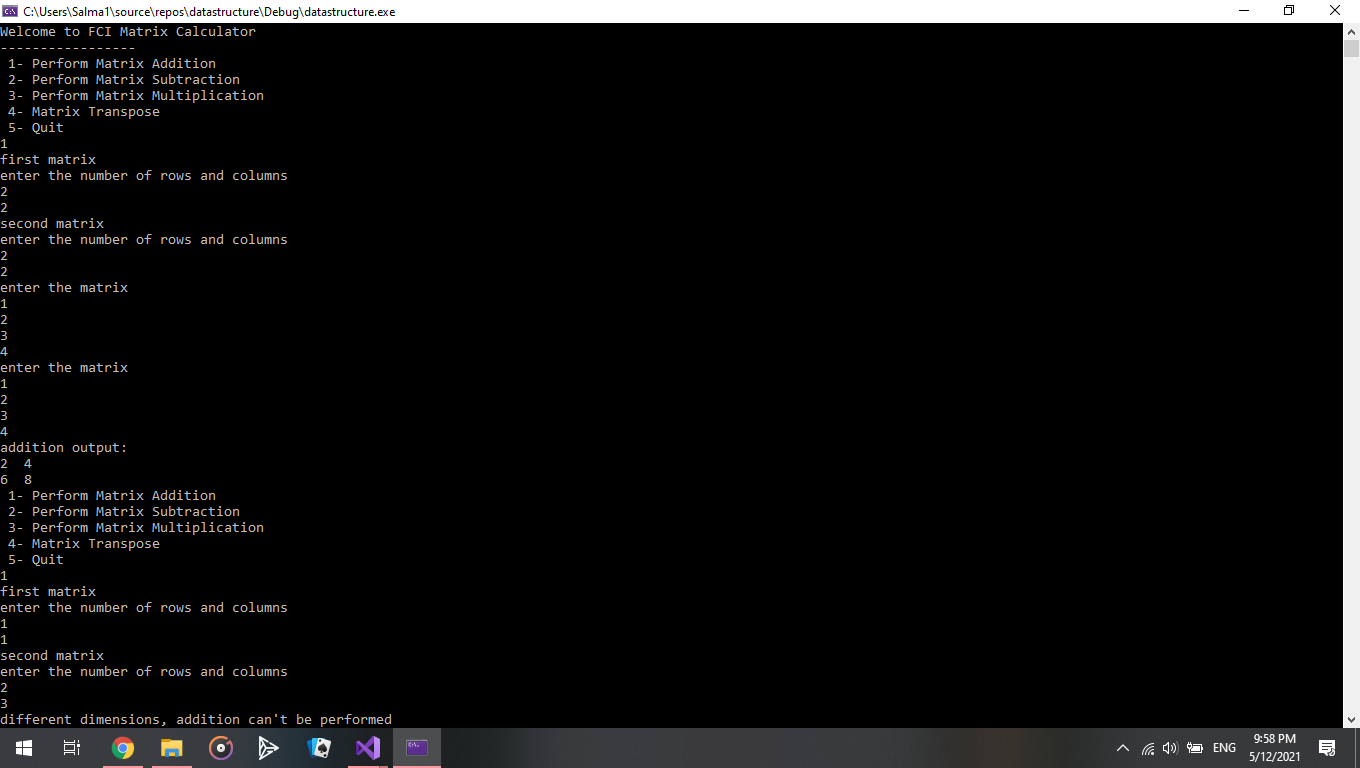 C:\Users\Salma1\source\repos\datastructure\Debug\datastructure.exe
Welcome to FCI Matrix Calculator
-----------------
1- Perform Matrix Addition
2- Perform Matrix Subtraction
3- Perform Matrix Multiplication
4- Matrix Transpose
5- Quit
1
first matrix
enter the number of rows and columns
2
2
second matrix
enter the number of rows and columns
2
2
enter the matrix
1
2
3
4
enter the matrix
1
2
3
4
addition output:
2 4
6 8
1- Perform Matrix Addition
2- Perform Matrix Subtraction
3- Perform Matrix Multiplication
4- Matrix Transpose
5- Quit
1
first matrix
enter the number of rows and columns
1
1
second matrix
enter the number of rows and columns
2
3
different dimensions, addition can't be performed
ENG
9:58 PM
5/12/2021